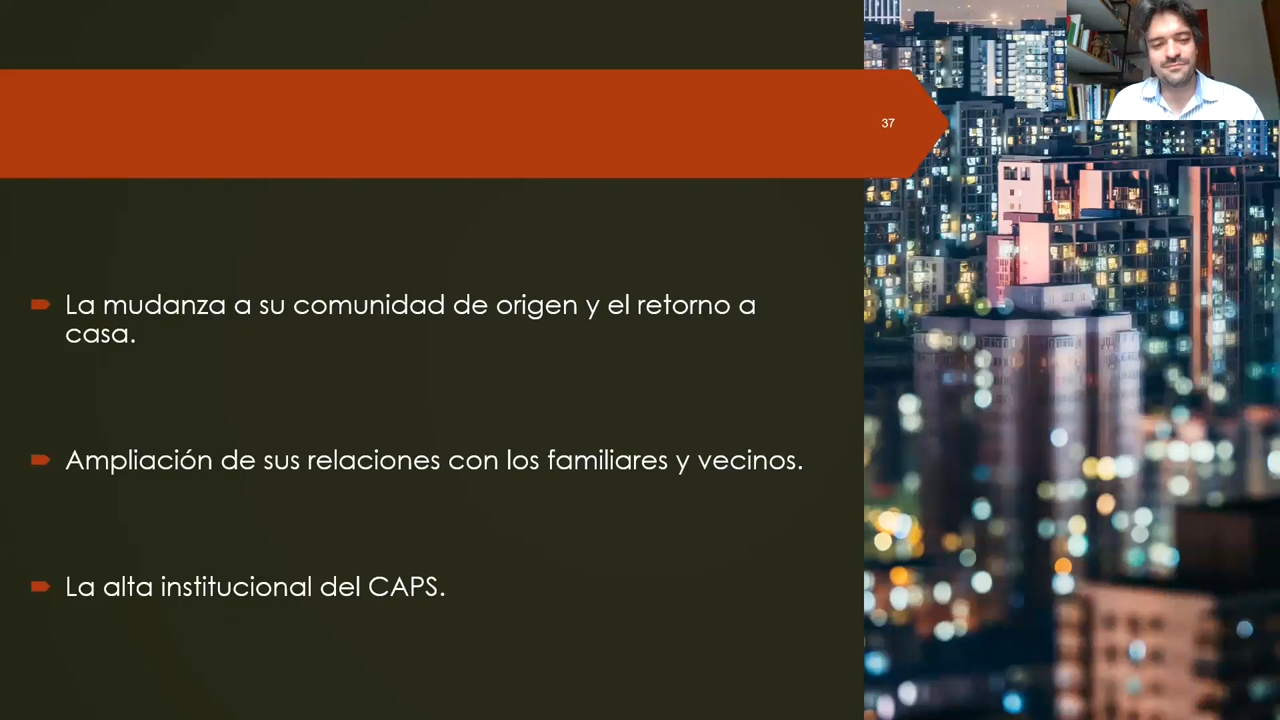 37
La mudanza a su comunidad de origen y el retorno a
casa.
Ampliación de sus relaciones con los familiares y vecinos.
La alta institucional del CAPS.